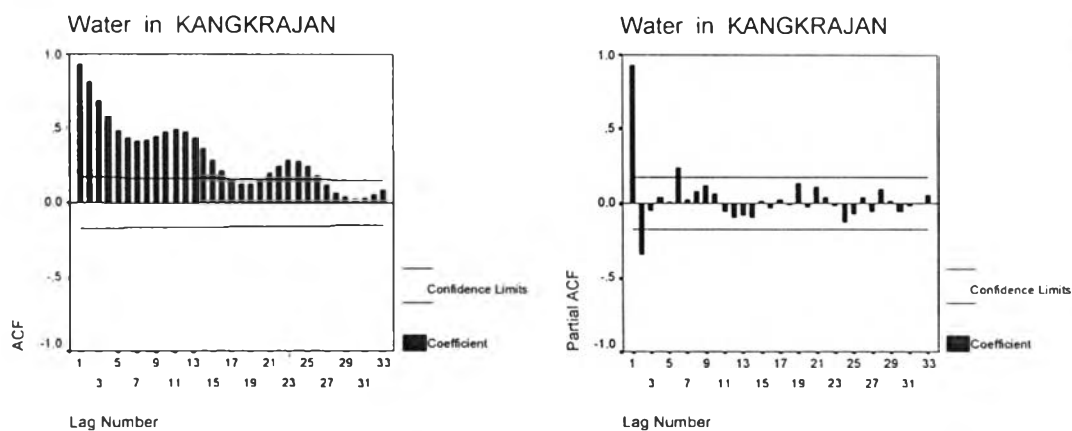 Water in KANGKRAJAN
1.0
.5
0.0
-.5
-1.0
ACF
1 5 9 13 17 21 25 29 33
3 7 11 15 19 23 27 31
Lag Number
Confidence Limits
Coefficient
Water in KANGKRAJAN
1.0
.5
0.0
-.5
-1.0
Partial ACF
1 5 9 13 17 21 25 29 33
3 7 11 15 19 23 27 31
Lag Number
Confidence Limits
Coefficient